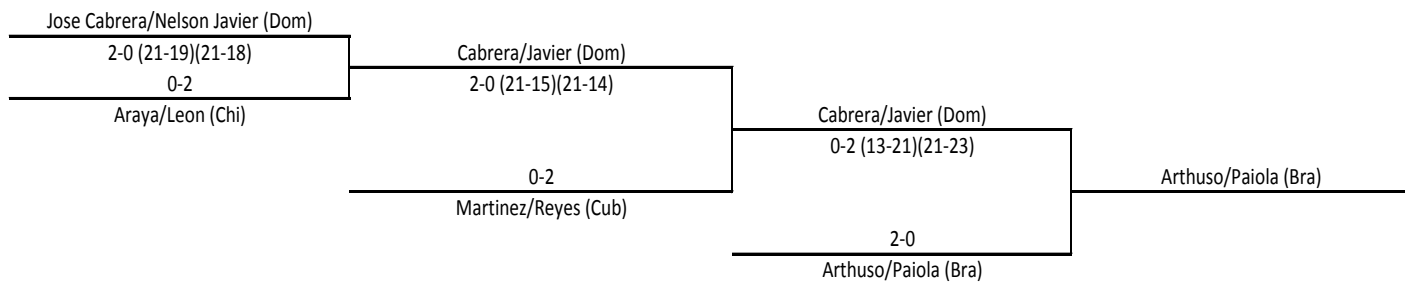 Jose Cabrera/Nelson Javier (Dom)
2-0 (21-19)(21-18)
0-2
Araya/Leon (Chi)
Cabrera/Javier (Dom)
2-0 (21-15)(21-14)
0-2
Martinez/Reyes (Cub)
Cabrera/Javier (Dom)
0-2 (13-21)(21-23)
2-0
Arthuso/Paiola (Bra)
Arthuso/Paiola (Bra)